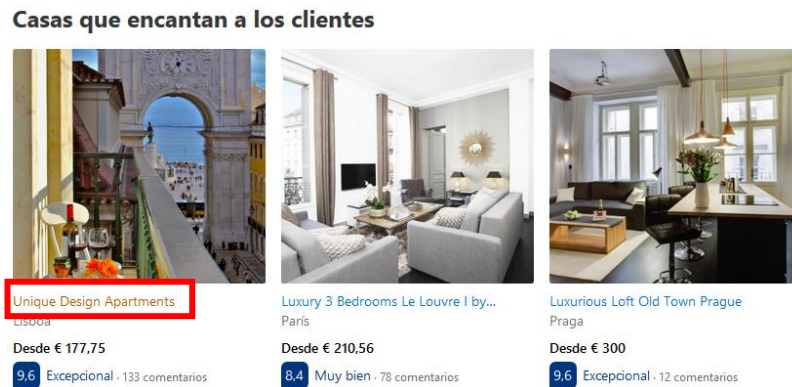 Casas que encantan a los clientes
Unique Design Apartments
Lisboa
Desde € 177,75
9,6 Excepcional · 133 comentarios
Luxury 3 Bedrooms Le Louvre I by...
París
Desde € 210,56
8,4 Muy bien · 78 comentarios
Luxurious Loft Old Town Prague
Praga
Desde € 300
9,6 Excepcional · 12 comentarios